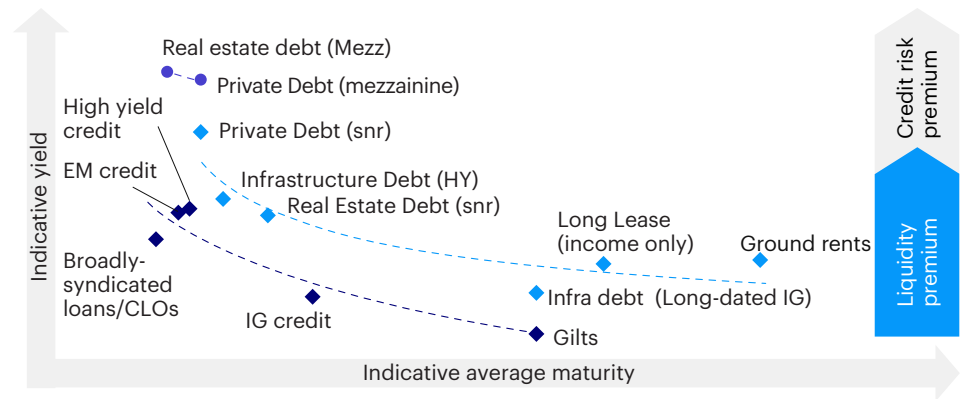 Indicative yield
Real estate debt (Mezz)
Private Debt (mezzainine)
High yield
credit
Private Debt (snr)
EM credit
Infrastructure Debt (HY)
Real Estate Debt (snr)
Long Lease
(income only)
Ground rents
Broadly-
syndicated
loans/CLOs
Infra debt (Long-dated IG)
IG credit
Gilts
Indicative average maturity
Credit risk
premium
Liquidity
premium